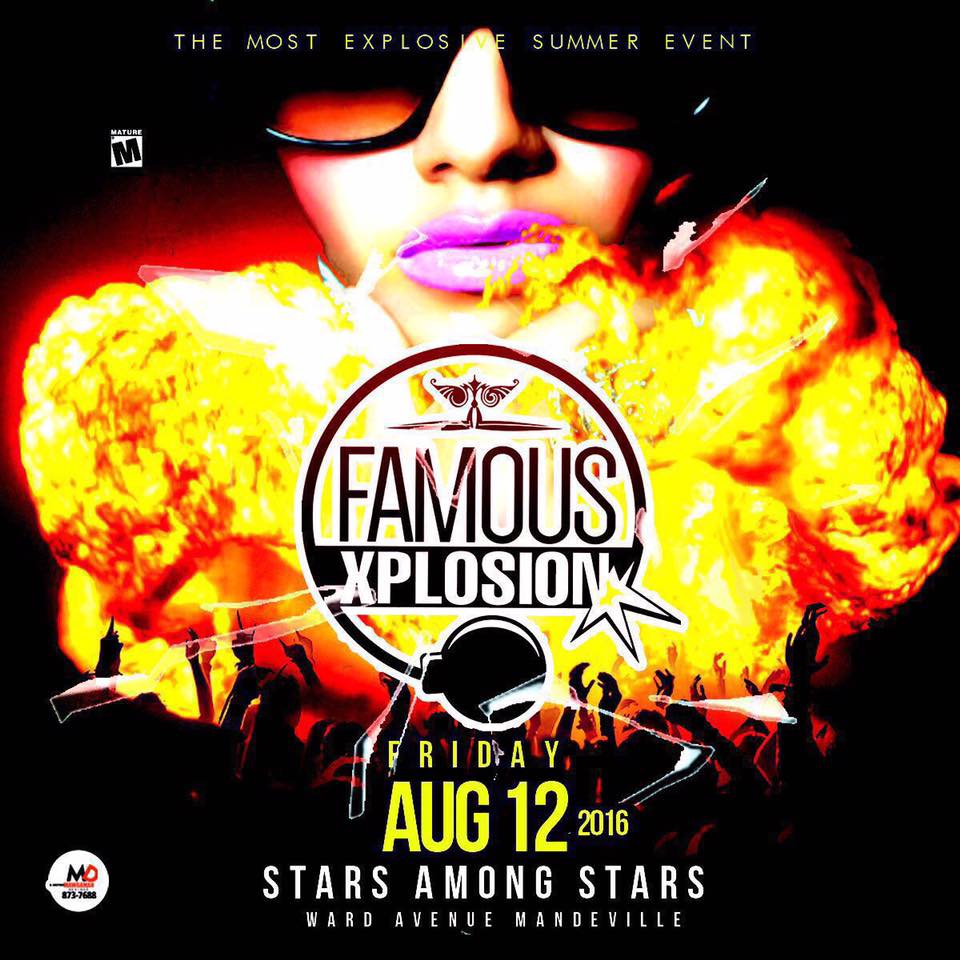 THE MOST EXPLOSIVE SUMMER EVENT
MATURE
M
FAMOUS
XPLOSION
FRIDAY
AUG 12 2016
STARS AMONG STARS
WARD AVENUE MANDEVILLE
MD
873-7688